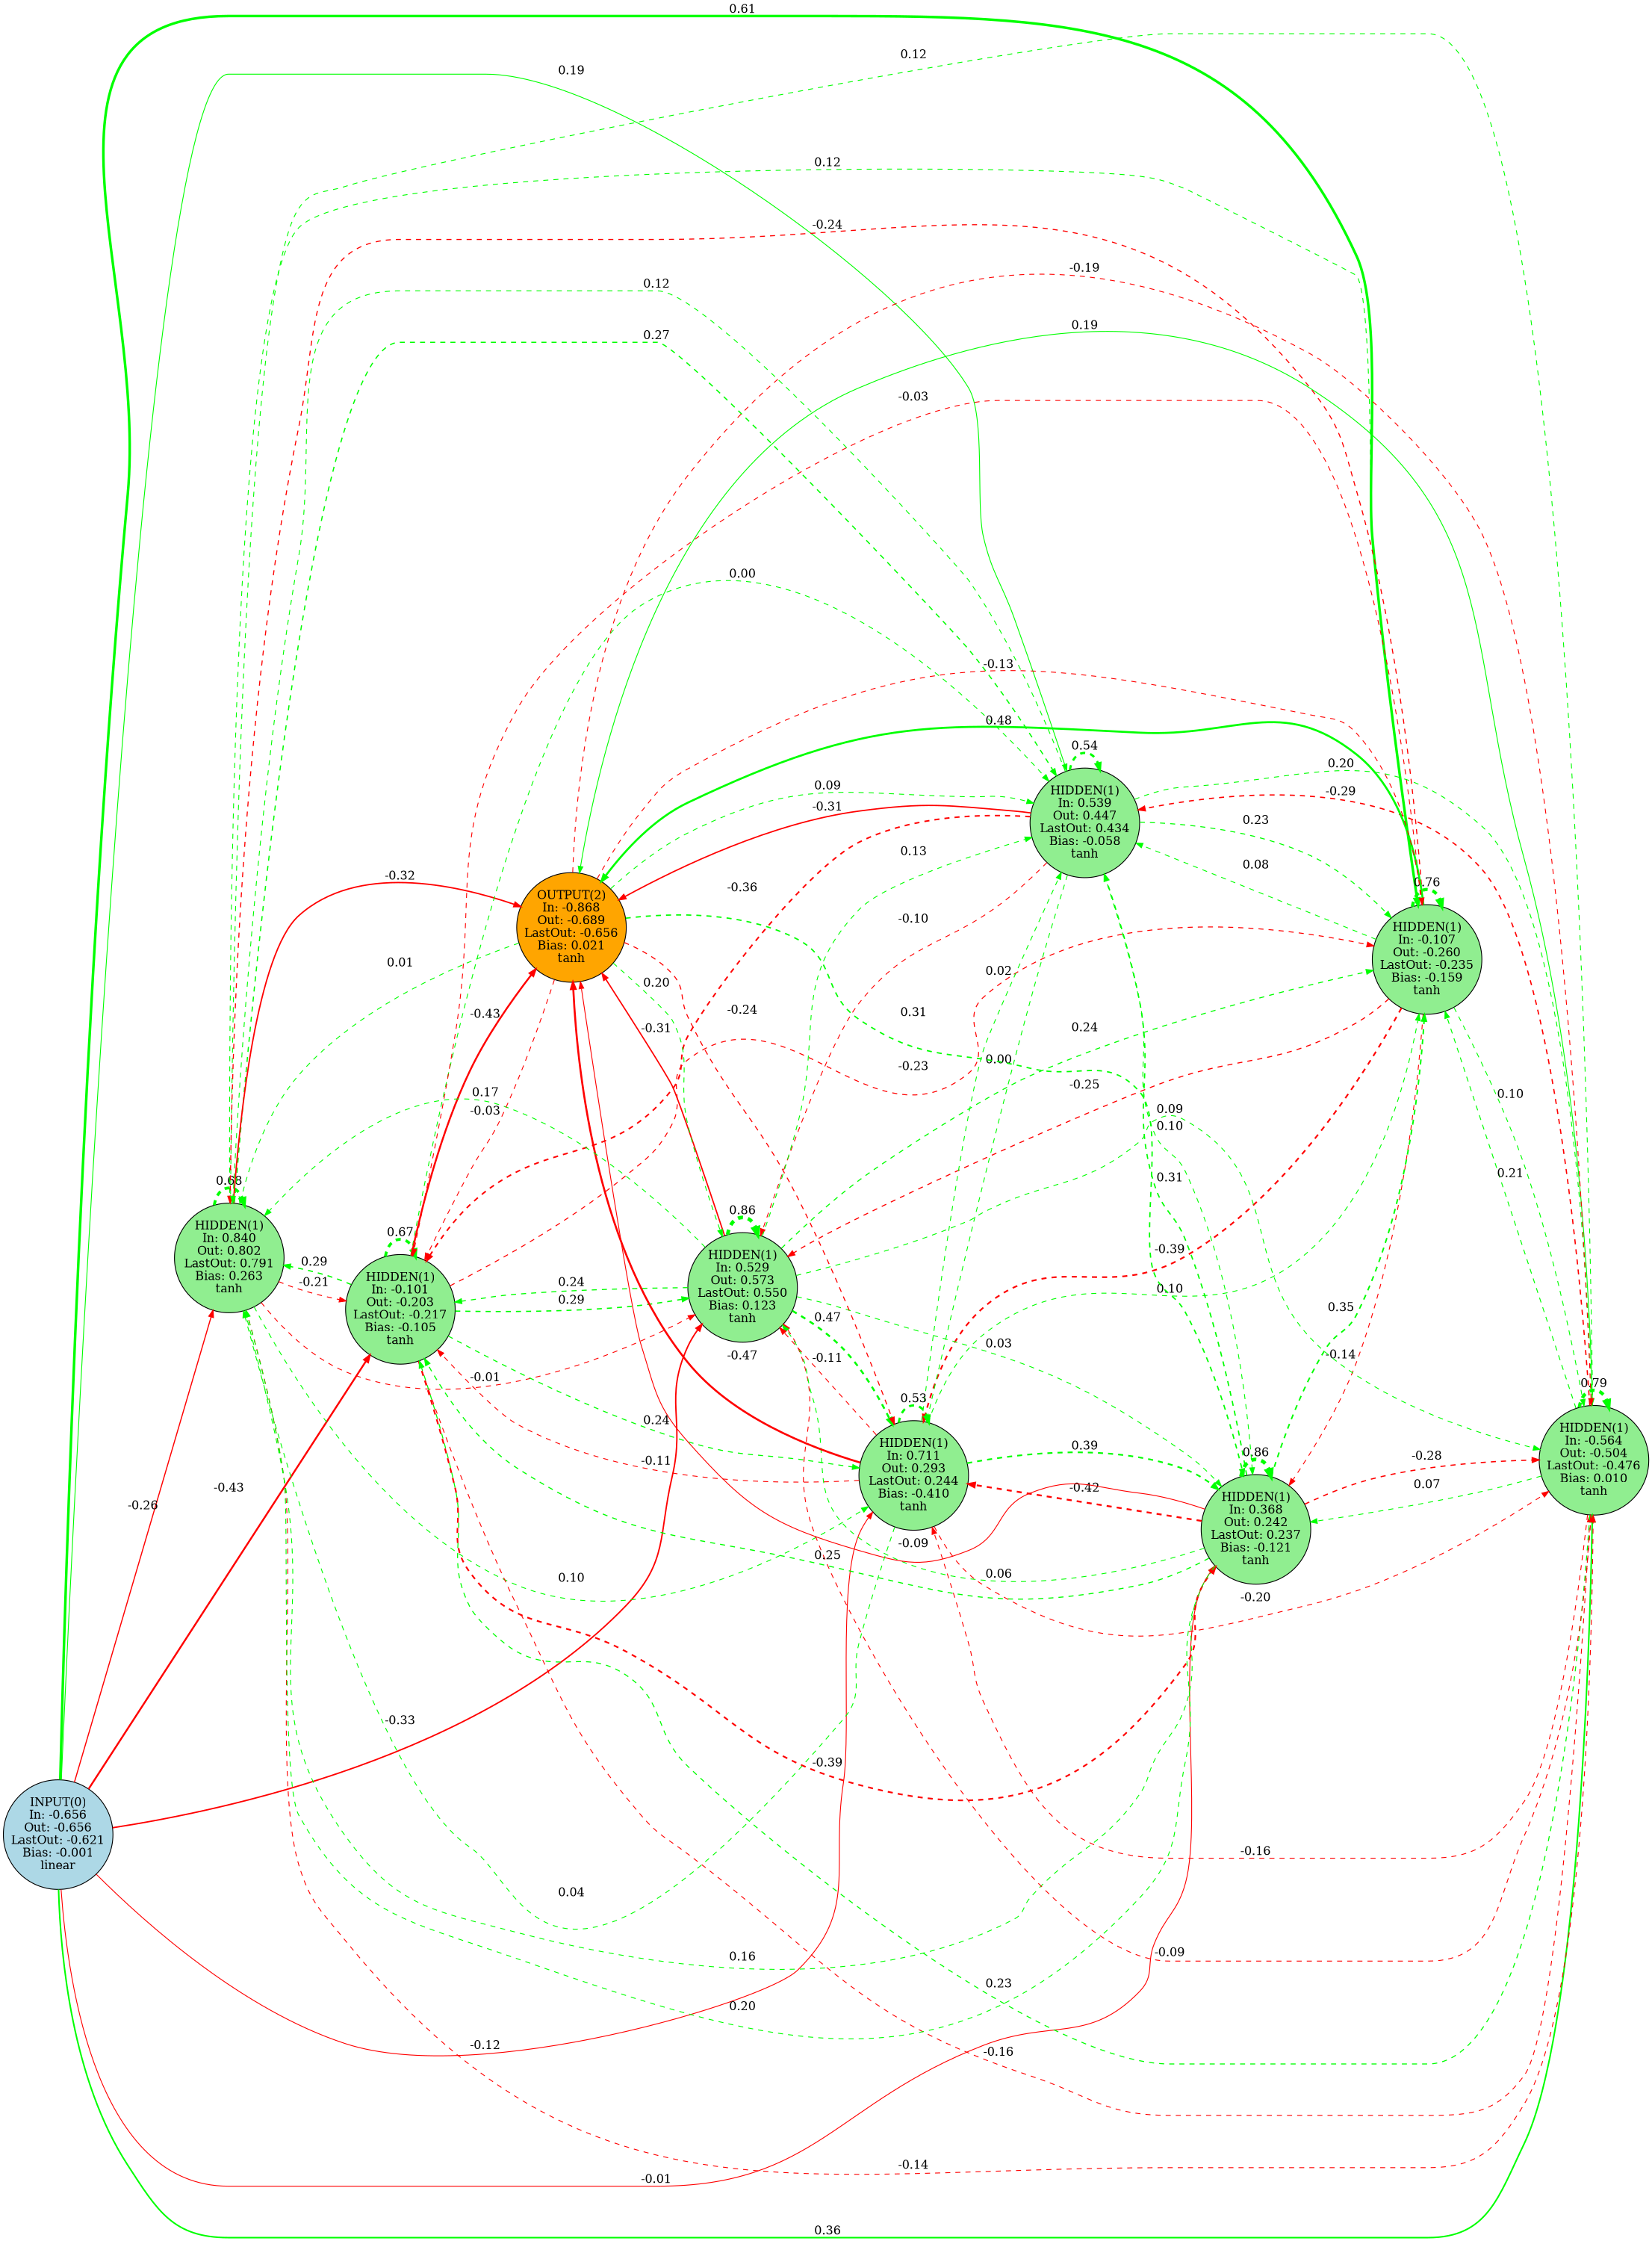 0.61
0.12
0.19
0.12
-0.24
-0.19
0.12
0.19
0.27
-0.03
0.00
-0.13
0.48
0.54
0.20
0.09
-0.29
-0.31
HIDDEN(1)
In: 0.539
Out: 0.447
LastOut: 0.434
Bias: -0.058
tanh
0.23
0.13
0.08
-0.36
-0.32
0.76
-0.10
OUTPUT(2)
In: -0.868
Out: -0.689
LastOut: -0.656
Bias: 0.021
tanh
HIDDEN(1)
In: -0.107
Out: -0.260
LastOut: -0.235
Bias: -0.159
tanh
0.01
0.02
0.20
-0.24
0.31
-0.43
-0.31
0.24
0.00
-0.23
-0.25
0.17
0.10
-0.03
0.09
0.10
0.21
0.31
0.68
HIDDEN(1)
In: 0.840
Out: 0.802
LastOut: 0.791
Bias: 0.263
tanh
0.67
0.86
0.29
-0.21
HIDDEN(1)
In: -0.101
Out: -0.203
LastOut: -0.217
Bias: -0.105
tanh
0.24
0.29
HIDDEN(1)
In: 0.529
Out: 0.573
LastOut: 0.550
Bias: 0.123
tanh
-0.39
0.10
0.47
0.35
0.03
-0.47
-0.11
-0.14
-0.01
0.79
0.53
0.24
HIDDEN(1)
In: 0.711
Out: 0.293
LastOut: 0.244
Bias: -0.410
tanh
0.39
0.86
-0.28
HIDDEN(1)
In: -0.564
Out: -0.504
LastOut: -0.476
Bias: 0.010
tanh
-0.11
-0.42
0.07
HIDDEN(1)
In: 0.368
Out: 0.242
LastOut: 0.237
Bias: -0.121
tanh
-0.26
-0.43
-0.09
0.25
0.06
0.10
-0.20
-0.33
-0.39
INPUT(0)
In: -0.656
Out: -0.656
LastOut: -0.621
Bias: -0.001
linear
-0.16
0.04
0.16
-0.09
0.23
0.20
-0.12
-0.16
-0.14
-0.01
0.36